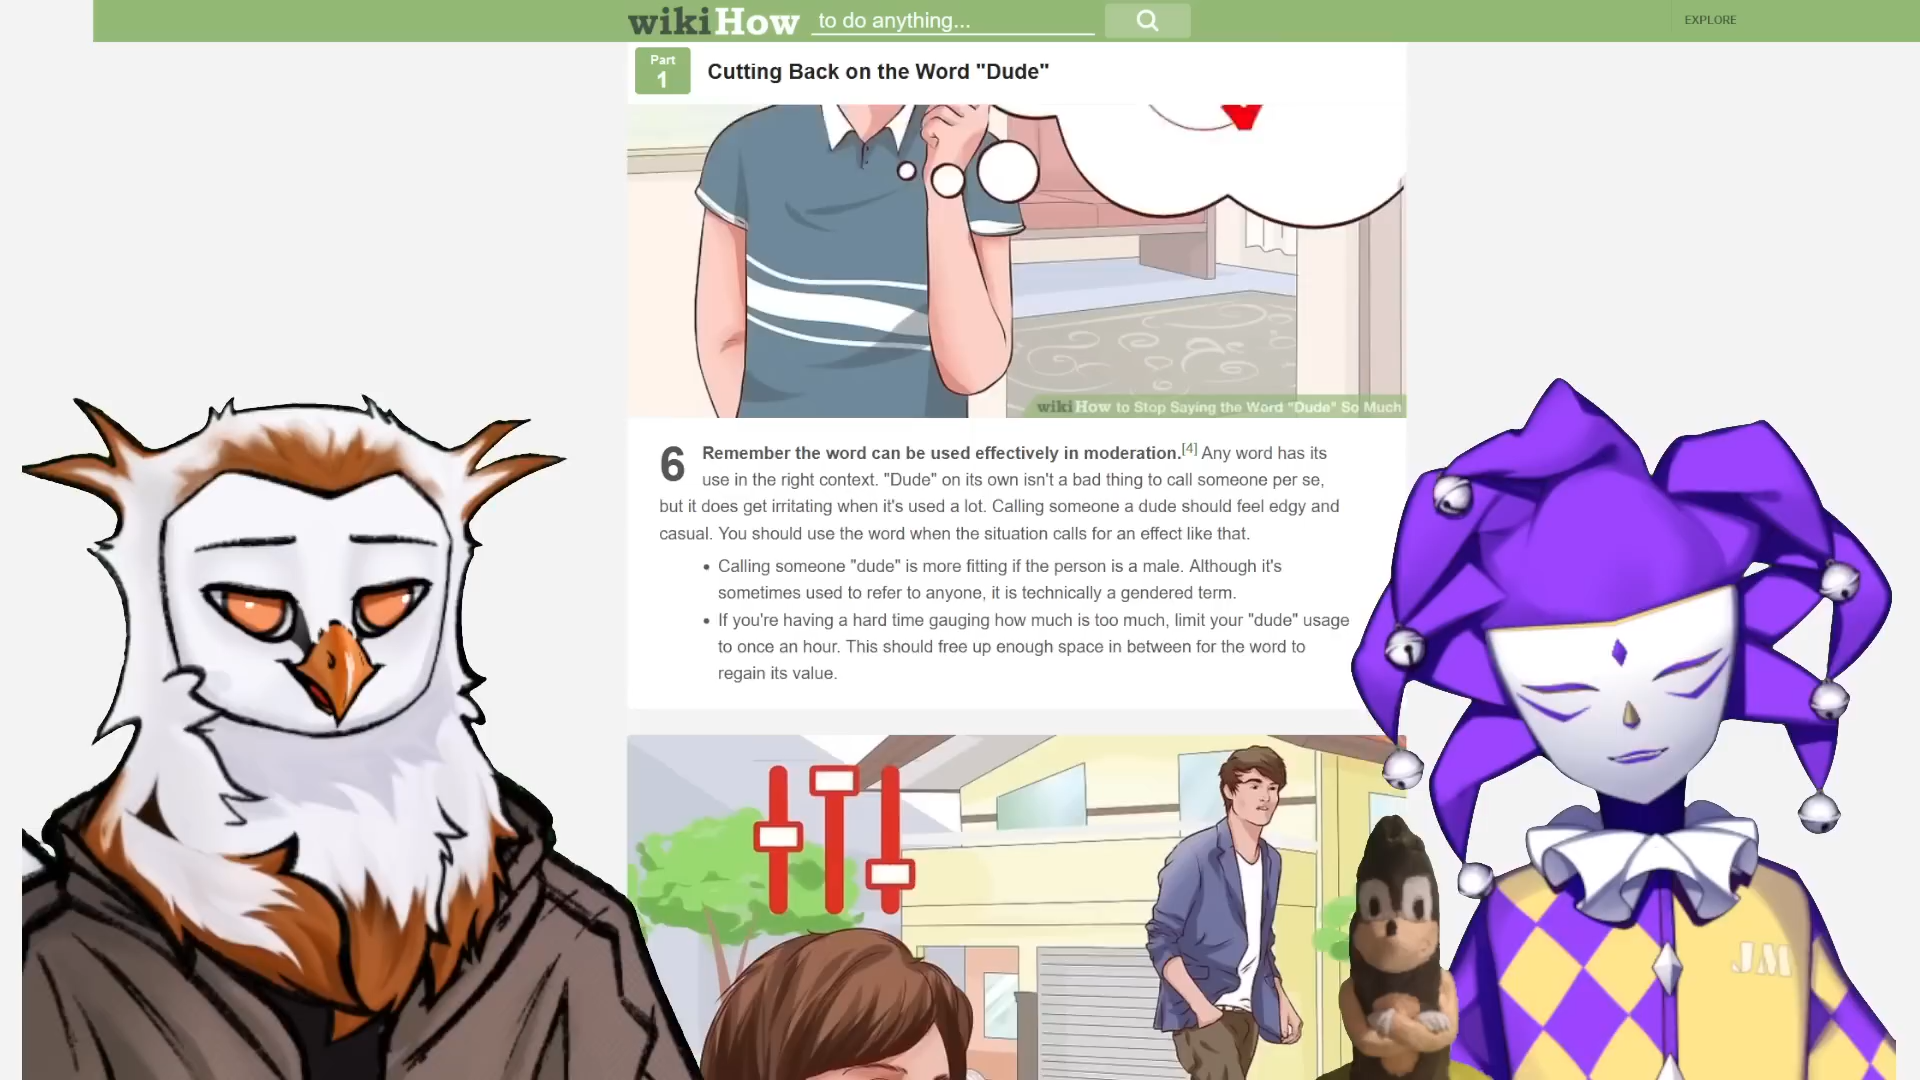 wikiHow to do anything...
EXPLORE
Part
1
Cutting Back on the Word "Dude"
wikiHow to Stop Saying the Word "Dude" So Much
6 Remember the word can be used effectively in moderation.[4] Any word has its
use in the right context. "Dude" on its own isn't a bad thing to call someone per se,
but it does get irritating when it's used a lot. Calling someone a dude should feel edgy and
casual. You should use the word when the situation calls for an effect like that.
• Calling someone "dude" is more fitting if the person is a male. Although it's
sometimes used to refer to anyone, it is technically a gendered term.
• If you're having a hard time gauging how much is too much, limit your "dude" usage
to once an hour. This should free up enough space in between for the word to
regain its value.
JM